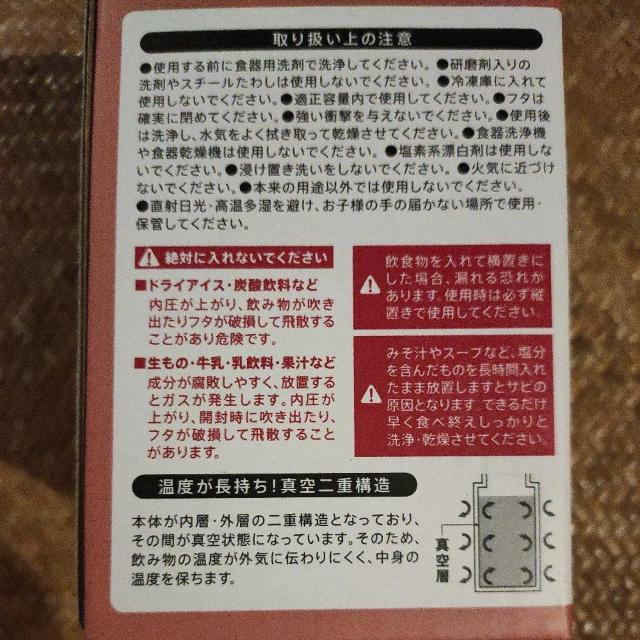 取り扱い上の注意
●使用する前に食器用洗剤で洗浄してください。●研磨剤入りの
洗剤やスチールたわしは使用しないでください。●冷凍庫に入れて
使用しないでください。●適正容量内で使用してください。●フタは
確実に閉めてください。●強い衝撃を与えないでください。●使用後
は洗浄し、水気をよく拭き取って乾燥させてください。●食器洗浄機
や食器乾燥機は使用しないでください。●塩素系漂白剤は使用しな
いでください。●浸け置き洗いをしないでください。●火気に近づけ
ないでください。●本来の用途以外では使用しないでください。
●直射日光・高温多湿を避け、お子様の手の届かない場所で使用・
保管してください。
絶対に入れないでください
■ドライアイス・炭酸飲料など
内圧が上がり、飲み物が吹き
出たりフタが破損して飛散する
ことがあり危険です。
■生もの・牛乳・乳飲料・果汁など
成分が腐敗しやすく、放置する
とガスが発生します。内圧が
上がり、開封時に吹き出たり、
フタが破損して飛散すること
があります。
飲食物を入れて横置きに
した場合、漏れる恐れが
あります。使用時は必ず縦
置きで使用してください。
みそ汁やスープなど、塩分
を含んだものを長時間入れ
たまま放置しますとサビの
原因となります。できるだけ
早く食べ終えしっかりと
洗浄・乾燥させてください。
温度が長持ち!真空二重構造
本体が内層・外層の二重構造となっており、
その間が真空状態になっています。そのため、
飲み物の温度が外気に伝わりにくく、中身の
温度を保ちます。
真空層